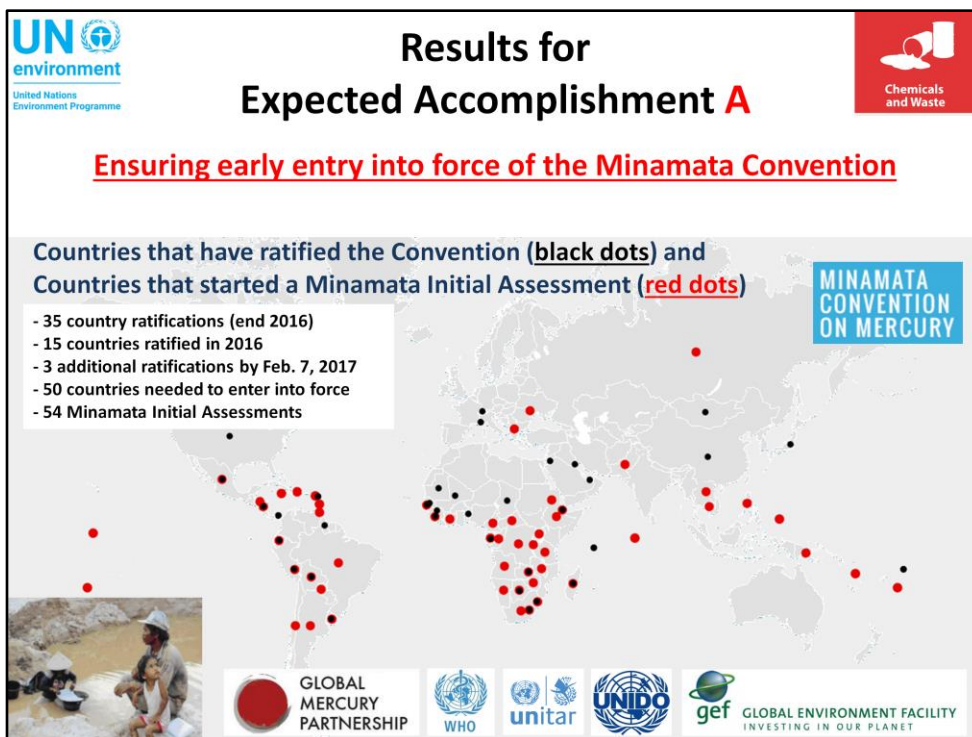 UN
environment
United Nations
Environment Programme
Results for
Expected Accomplishment A
Chemicals
and Waste
Ensuring early entry into force of the Minamata Convention
Countries that have ratified the Convention (black dots) and
Countries that started a Minamata Initial Assessment (red dots)
MINAMATA
CONVENTION
ON MERCURY
- 35 country ratifications (end 2016)
- 15 countries ratified in 2016
- 3 additional ratifications by Feb. 7, 2017
- 50 countries needed to enter into force
- 54 Minamata Initial Assessments
GLOBAL
MERCURY
PARTNERSHIP
WHO
unitar
UNIDO
gef
GLOBAL ENVIRONMENT FACILITY
INVESTING IN OUR PLANET